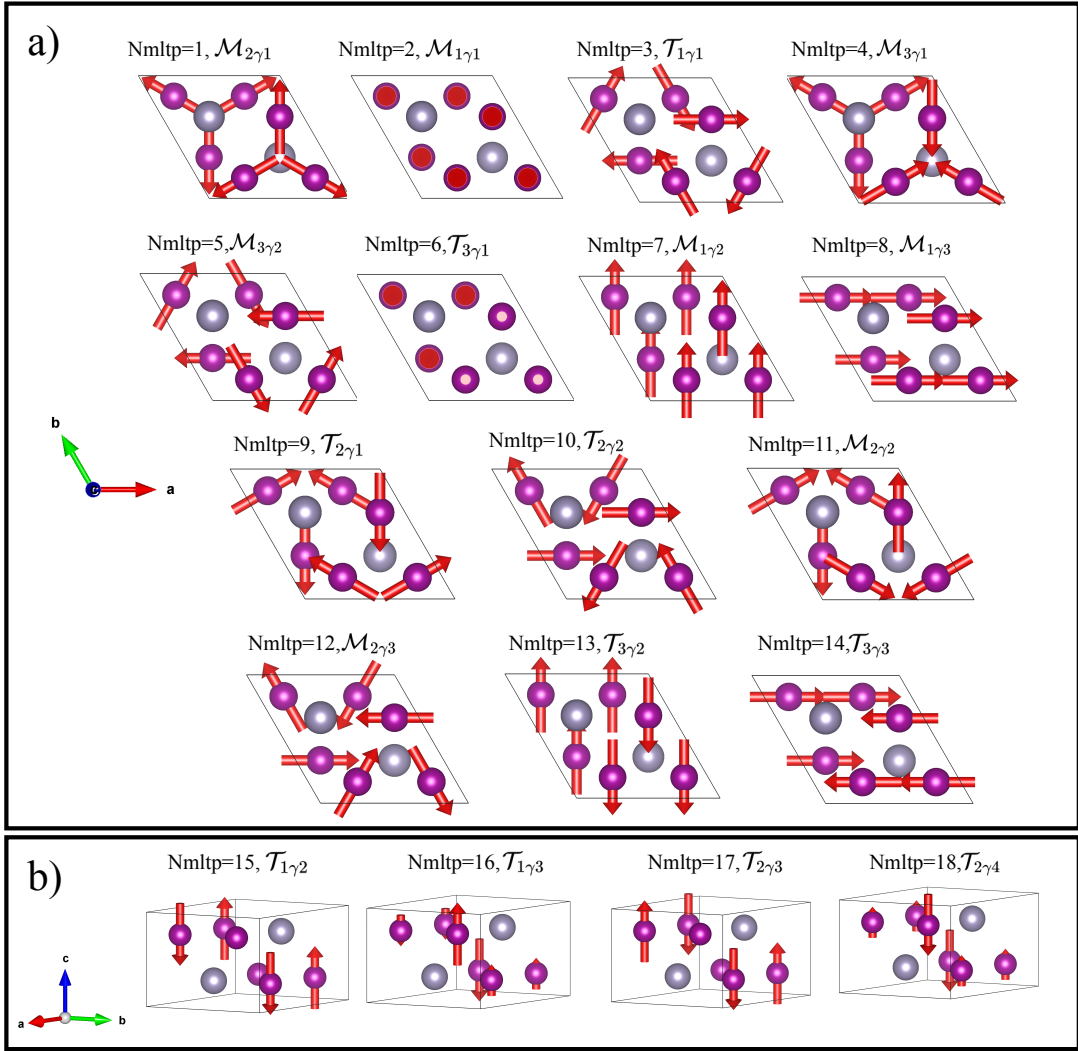 a)
Nmltp=1, ℳ₂γ₁ Nmltp=2, ℳ₁γ₁ Nmltp=3, 𝒯₁γ₁ Nmltp=4, ℳ₃γ₁
Nmltp=5,ℳ₃γ₂ Nmltp=6,𝒯₃γ₁ Nmltp=7, ℳ₁γ₂ Nmltp=8, ℳ₁γ₃
b
a
c
Nmltp=9, 𝒯₂γ₁ Nmltp=10, 𝒯₂γ₂ Nmltp=11, ℳ₂γ₂
Nmltp=12,ℳ₂γ₃ Nmltp=13,𝒯₃γ₂ Nmltp=14,𝒯₃γ₃
b)
Nmltp=15, 𝒯₁γ₂ Nmltp=16, 𝒯₁γ₃ Nmltp=17, 𝒯₂γ₃ Nmltp=18,𝒯₂γ₄
c
a
b